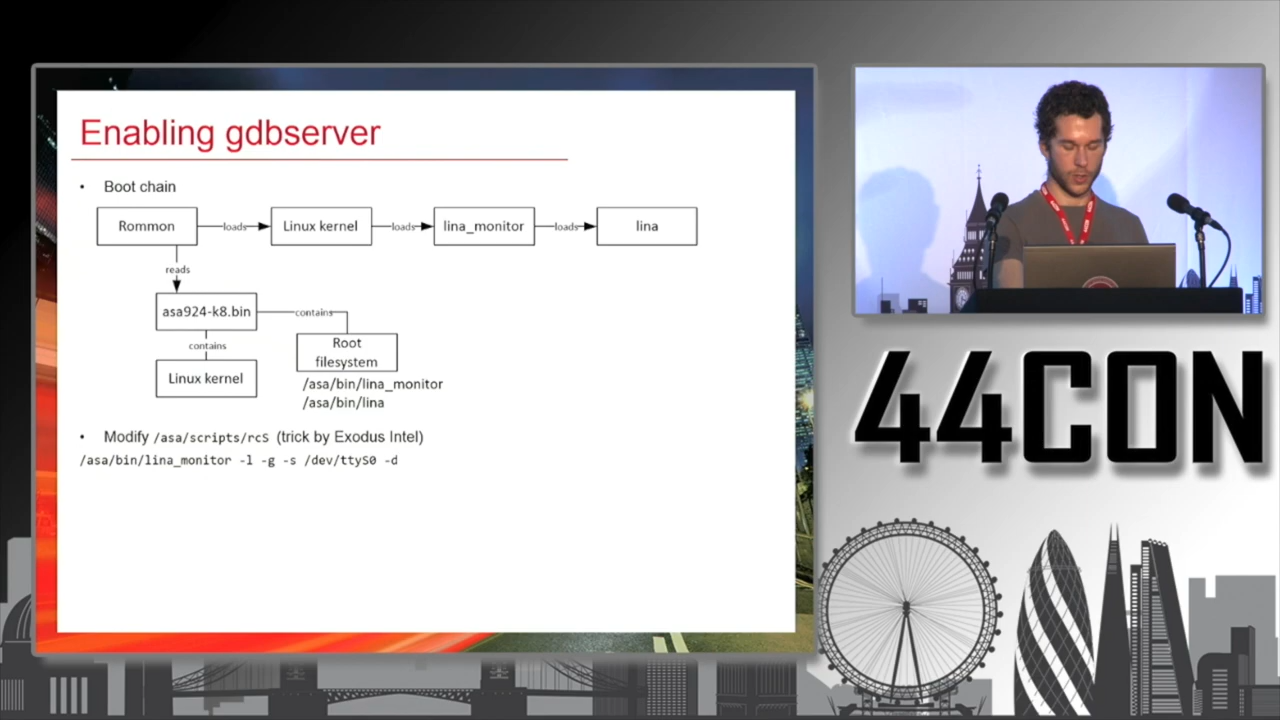 Enabling gdbserver
• Boot chain
Rommon
loads
Linux kernel
loads
lina_monitor
loads
lina
reads
asa924-k8.bin
contains
contains
Root
filesystem
Linux kernel
/asa/bin/lina_monitor
/asa/bin/lina
• Modify /asa/scripts/rcS (trick by Exodus Intel)
/asa/bin/lina_monitor -l -g -s /dev/ttyS0 -d
44CON